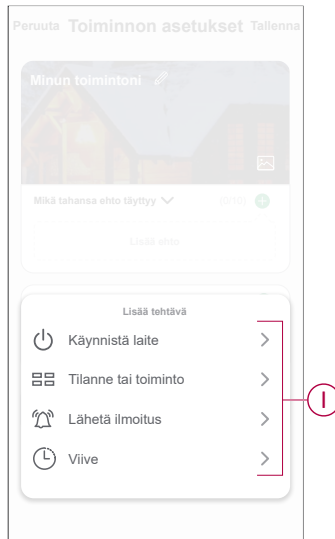 Peruuta Toiminnon asetukset Tallenna
Minun toimintoni
Mikä tahansa ehto täyttyy
Lisää ehto
Lisää tehtävä
Käynnistä laite
Tilanne tai toiminto
Lähetä ilmoitus
Viive
I